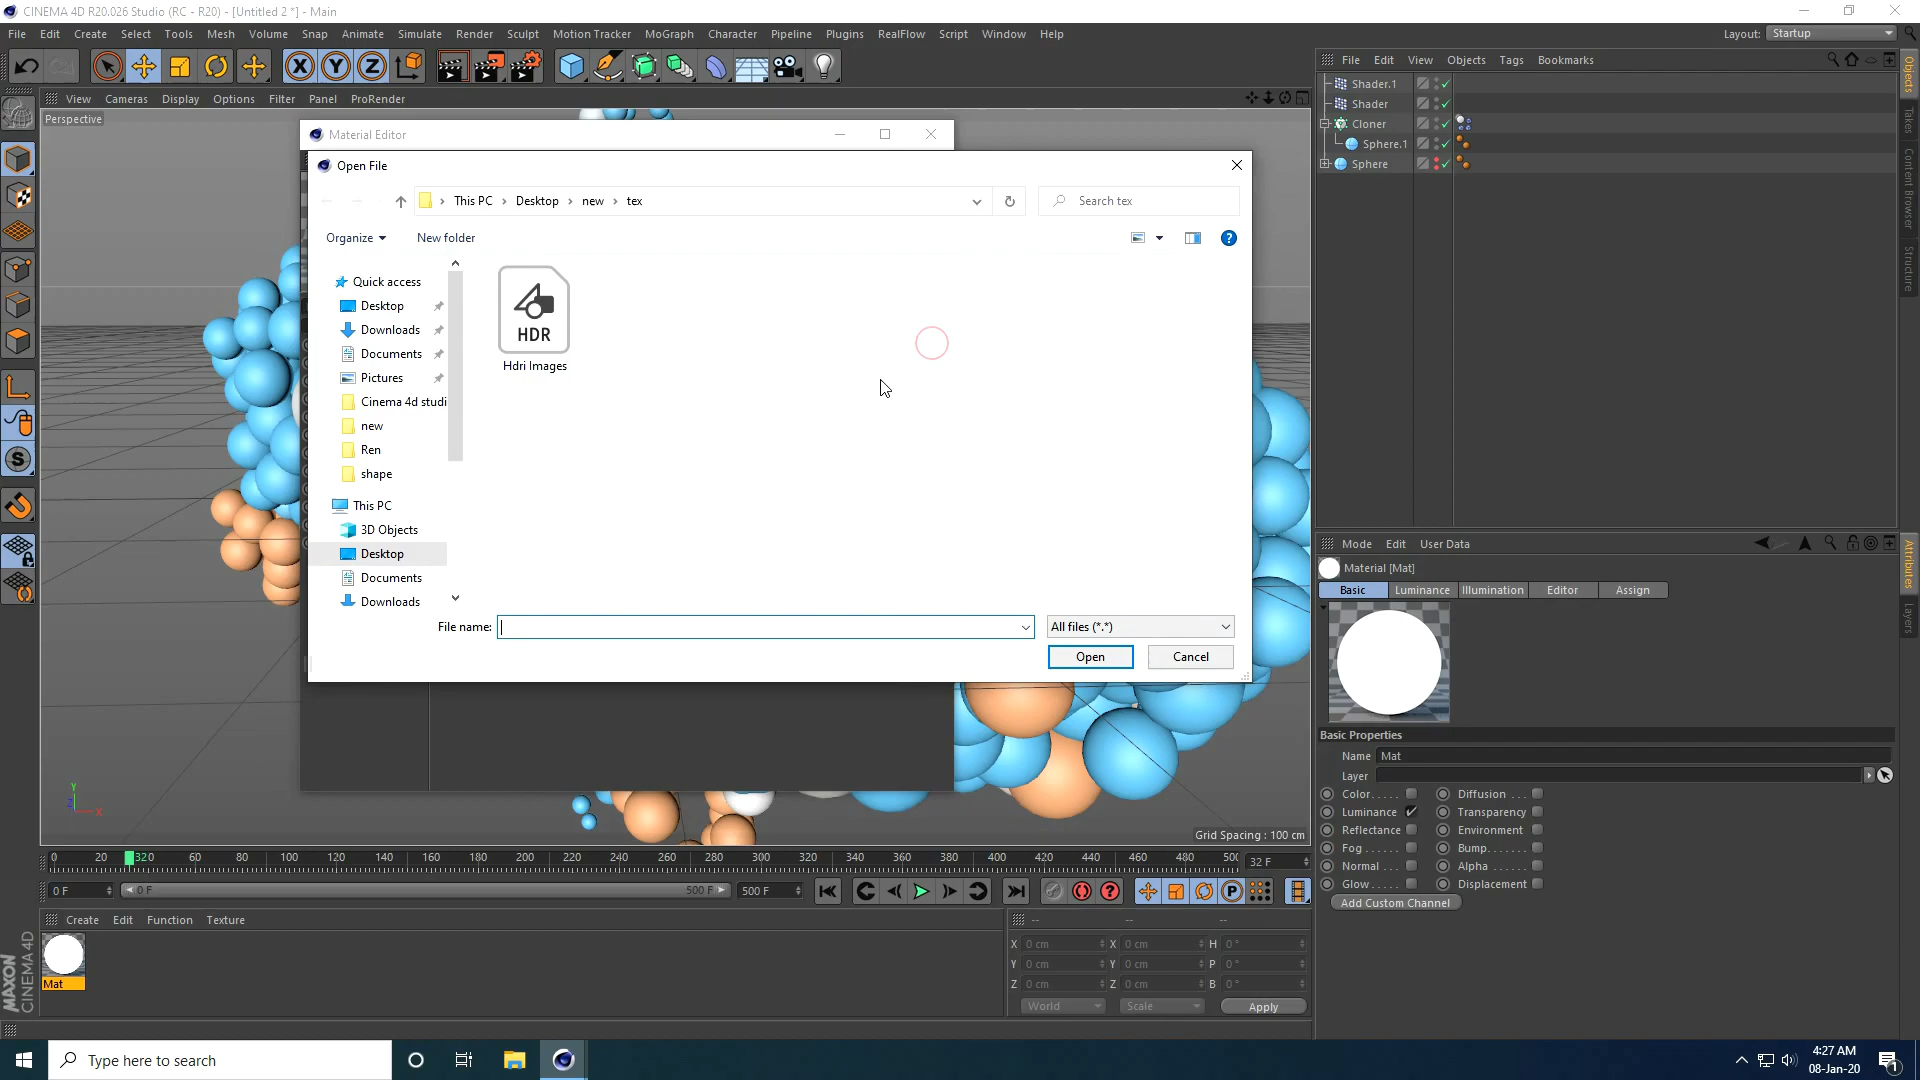 CINEMA 4D R20.026 Studio (RC - R20) - [Untitled 2 *] - Main
File Edit Create Select Tools Mesh Volume Snap Animate Simulate Render Sculpt Motion Tracker MoGraph Character Pipeline Plugins RealFlow Script Window Help
Layout: Startup
View Cameras Display Options Filter Panel ProRender
Perspective
Material Editor
Open File
This PC > Desktop > new > tex
Search tex
Organize New folder
Quick access
Desktop
Downloads
Documents
Pictures
Cinema 4d studi
new
Ren
shape
This PC
3D Objects
Desktop
Documents
Downloads
HDR
Hdri Images
File name:
All files (*.*)
Open Cancel
Grid Spacing : 100 cm
File Edit View Objects Tags Bookmarks
Shader.1
Shader
Cloner
Sphere.1
Sphere
Objects
Takes
Content Browser
Structure
Mode Edit User Data
Material [Mat]
Basic Luminance Illumination Editor Assign
Basic Properties
Name Mat
Layer
Color..... Diffusion ...
Luminance Transparency
Reflectance Environment
Fog...... Bump.......
Normal.... Alpha .....
Glow..... Displacement
Add Custom Channel
Attributes
Layers
0 20 320 60 80 100 120 140 160 180 200 220 240 260 280 300 320 340 360 380 400 420 440 460 480 500
32 F
0 F 0 F 500 F 500 F
Create Edit Function Texture
Mat
MAXON
CINEMA 4D
-- -- --
X 0 cm X 0 cm H 0 °
Y 0 cm Y 0 cm P 0 °
Z 0 cm Z 0 cm B 0 °
World Scale Apply
Y
Z
X
Type here to search
4:27 AM
08-Jan-20
1